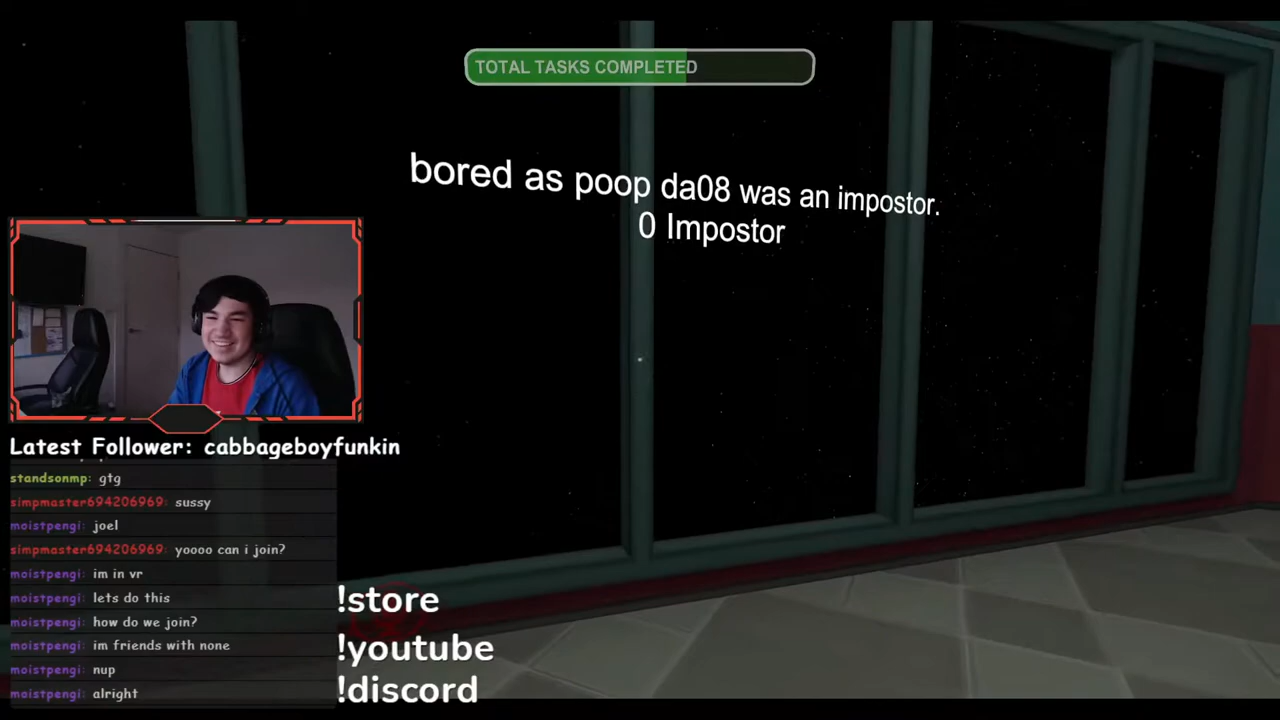 TOTAL TASKS COMPLETED
bored as poop da08 was an impostor.
0 Impostor
Latest Follower: cabbageboyfunkin
standsonmp: gtg
simpmaster694206969: sussy
moistpengi: joel
simpmaster694206969: yoooo can i join?
moistpengi: im in vr
moistpengi: lets do this
moistpengi: how do we join?
moistpengi: im friends with none
moistpengi: nup
moistpengi: alright
!store
!youtube
!discord